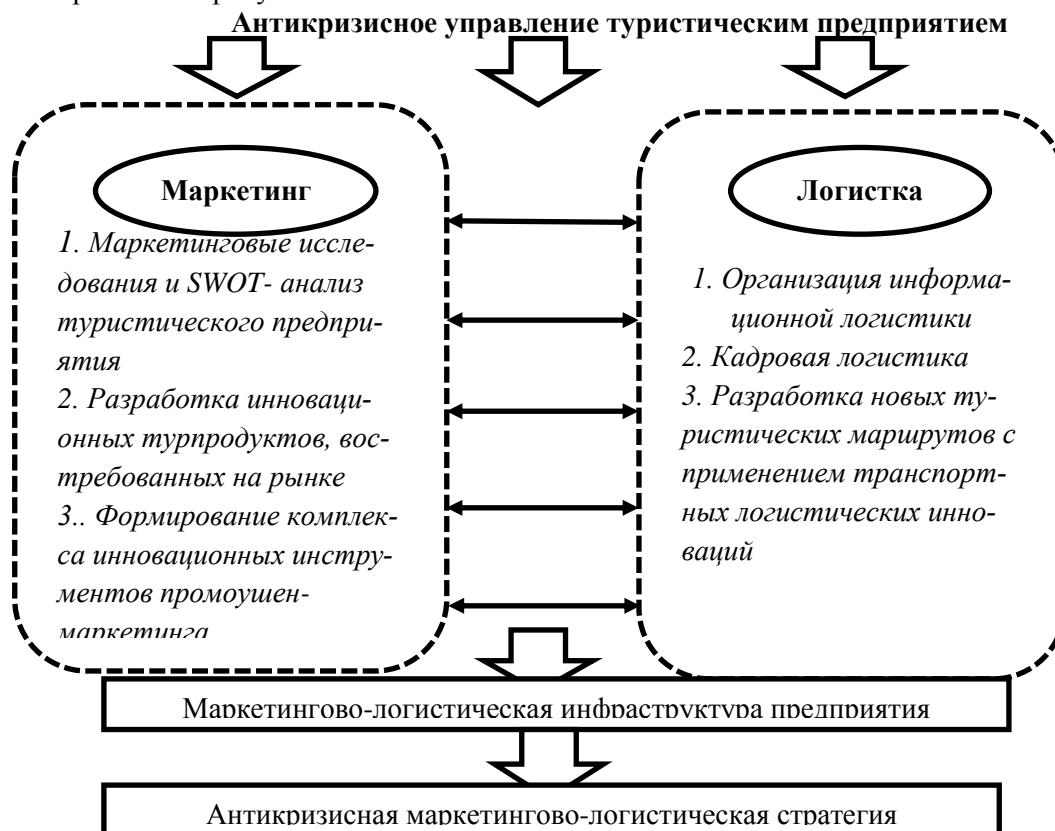 Антикризисное управление туристическим предприятием
Маркетинг
1. Маркетинговые иссле-
дования и SWOT- анализ
туристического предпри-
ятия
2. Разработка инноваци-
онных турпродуктов, вос-
требованных на рынке
3.. Формирование комплек-
са инновационных инстру-
ментов промоушен-
маркетинга
Логистка
1. Организация информа-
ционной логистики
2. Кадровая логистика
3. Разработка новых ту-
ристических маршрутов с
применением транспорт-
ных логистических инно-
ваций
Маркетингово-логистическая инфраструктура предприятия
Антикризисная маркетингово-логистическая стратегия